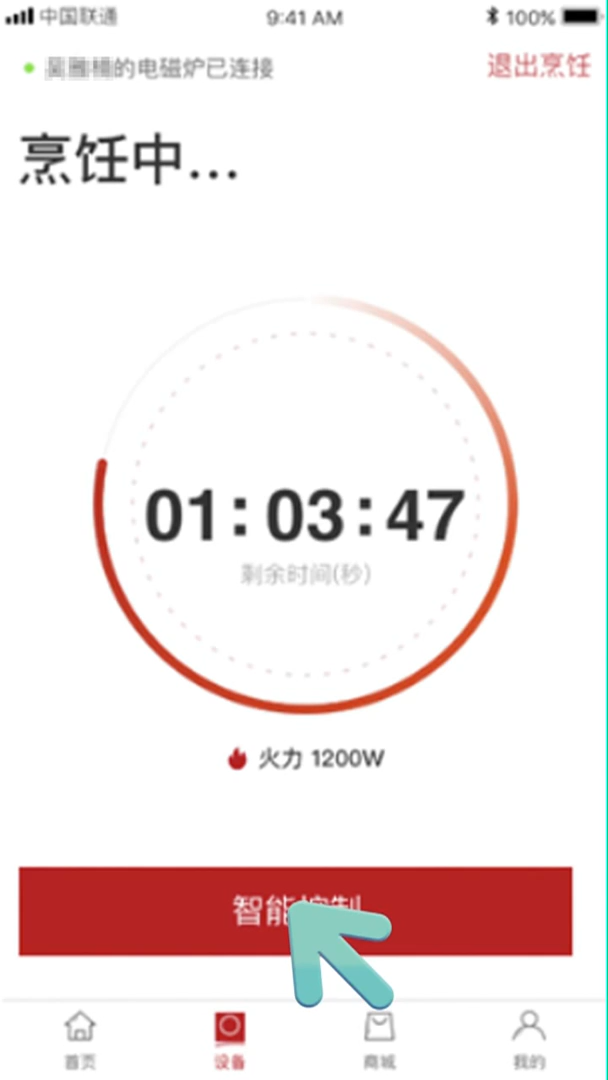 中国联通 9:41 AM 100%
的电磁炉已连接 退出烹饪
烹饪中...
01:03:47
剩余时间(秒)
火力 1200W
智能控制
首页 设备 商城 我的